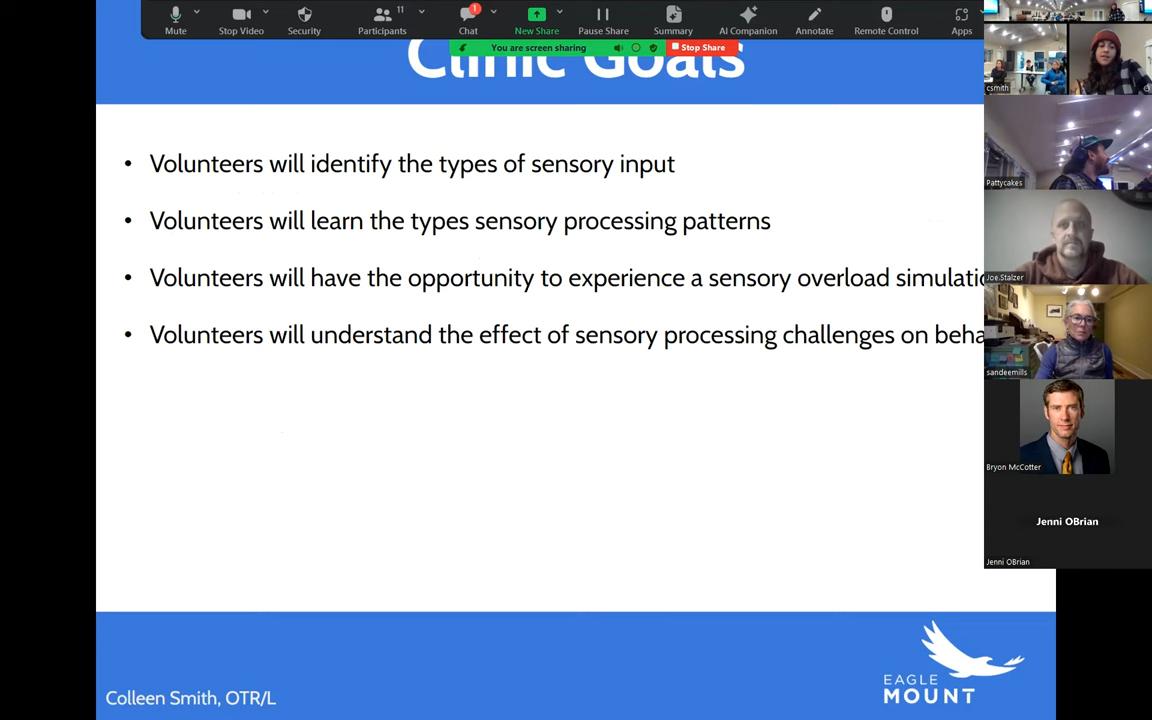 11
1
Mute
Stop Video
Security
Participants
Chat
New Share
Pause Share
Summary
AI Companion
Annotate
Remote Control
Apps
You are screen sharing
Stop Share
Clinic Goals
• Volunteers will identify the types of sensory input
• Volunteers will learn the types sensory processing patterns
• Volunteers will have the opportunity to experience a sensory overload simulatio
• Volunteers will understand the effect of sensory processing challenges on beha
csmith
Pattycakes
Joe.Stalzer
sandeemills
Bryon McCotter
Jenni OBrian
Jenni OBrian
Colleen Smith, OTR/L
EAGLE
MOUNT